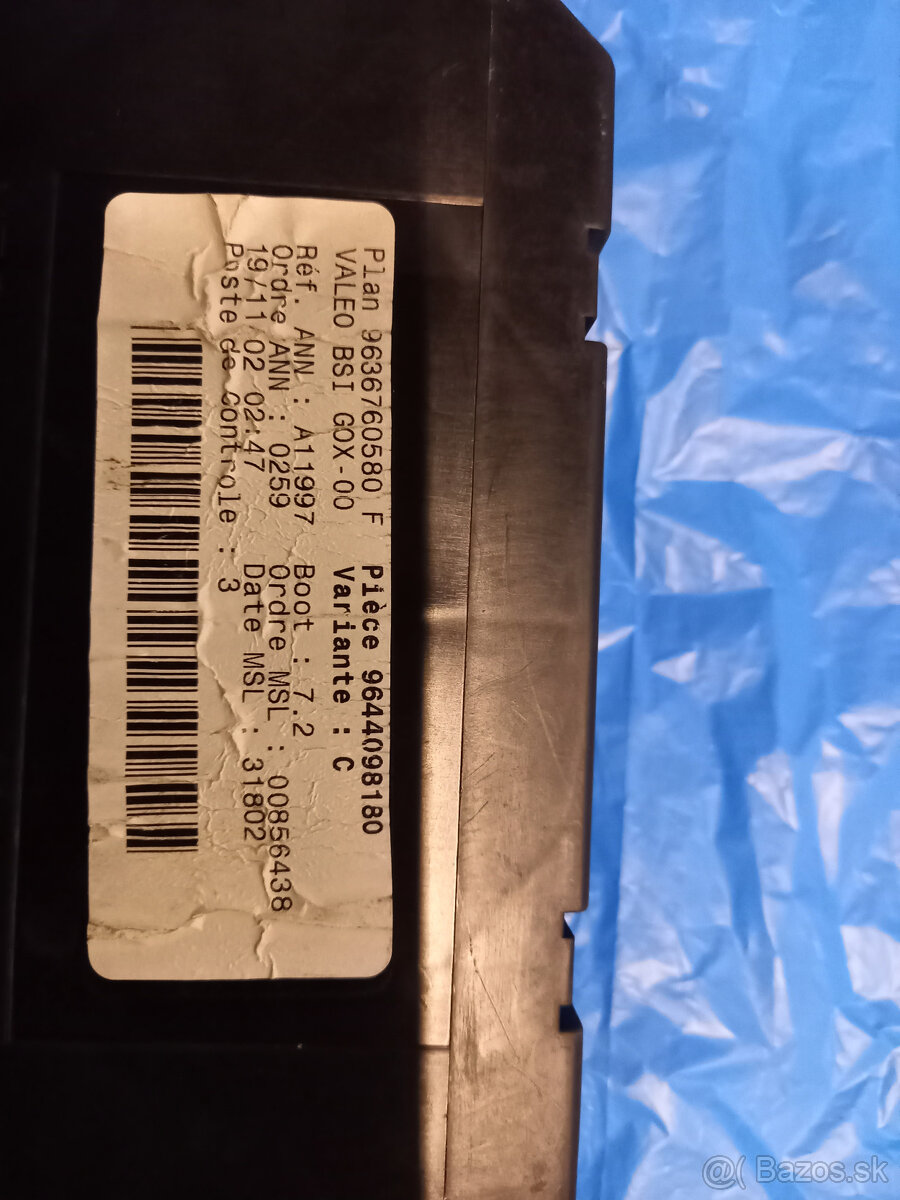 Plan 9636760580 F Pièce 9644098180
VALEO BSI GOX-00 Variante : C
Réf. ANN : A11997 Boot : 7.2
Ordre ANN : 0259 Ordre MSL : 00856438
19/11 02 02:47 Date MSL : 31802
Poste de Controle : 3
@( Bazos.sk